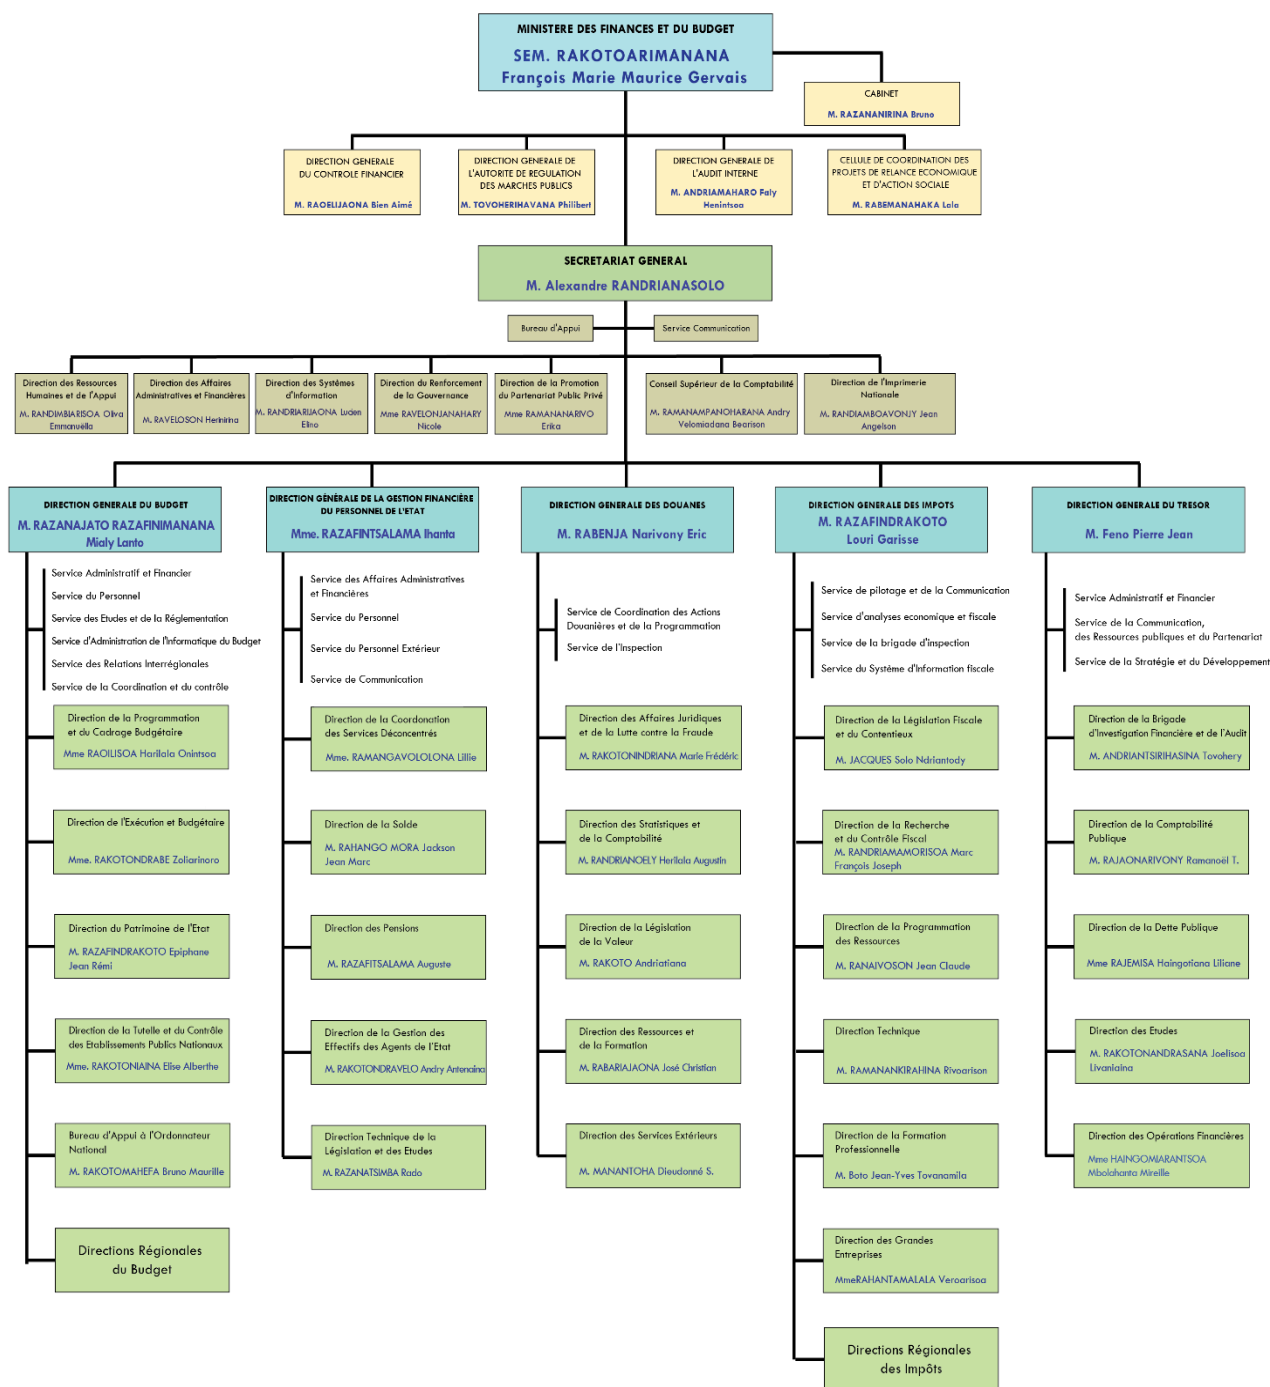 MINISTERE DES FINANCES ET DU BUDGET
SEM. RAKOTOARIMANANA
François Marie Maurice Gervais
CABINET
M. RAZANANIRINA Bruno
DIRECTION GENERALE
DU CONTROLE FINANCIER
M. RAOELIJAONA Bien Aimé
DIRECTION GENERALE DE
L'AUTORITE DE REGULATION
DES MARCHES PUBLICS
M. TOVOHERIHAVANA Philibert
DIRECTION GENERALE DE
L'AUDIT INTERNE
M. ANDRIAMAHARO Faly
Henintsoa
CELLULE DE COORDINATION DES
PROJETS DE RELANCE ECONOMIQUE
ET D'ACTION SOCIALE
M. RABEMANAHAKA Lala
SECRETARIAT GENERAL
M. Alexandre RANDRIANASOLO
Bureau d'Appui
Service Communication
Direction des Ressources
Humaines et de l'Appui
M. RANDIMBIARISOA Oliva
Emmanuëlla
Direction des Affaires
Administratives et Financières
M. RAVELOSON Heriririna
Direction des Systèmes
d'Information
M. RANDRIARIJAONA Lucien
Elino
Direction du Renforcement
de la Gouvernance
Mme RAVELONJANAHARY
Nicole
Direction de la Promotion
du Partenariat Public Privé
Mme RAMANANARIVO
Erika
Conseil Supérieur de la Comptabilité
M. RAMANAMPANOHARANA Andry
Velomiadana Bearison
Direction de l'Imprimerie
Nationale
M. RANDIAMBOAVONJY Jean
Angelson
DIRECTION GENERALE DU BUDGET
M. RAZANAJATO RAZAFINIMANANA
Mialy Lanto
Service Administratif et Financier
Service du Personnel
Service des Etudes et de la Réglementation
Service d'Administration de l'Informatique du Budget
Service des Relations Interrégionales
Service de la Coordination et du contrôle
Direction de la Programmation
et du Cadrage Budgétaire
Mme RAOILISOA Harilala Onintsoa
Direction de l'Exécution et Budgétaire
Mme. RAKOTONDRABE Zoliarinoro
Direction du Patrimoine de l'Etat
M. RAZAFINDRAKOTO Epiphane
Jean Rémi
Direction de la Tutelle et du Contrôle
des Etablissements Publics Nationaux
Mme. RAKOTONIAINA Elise Alberthe
Bureau d'Appui à l'Ordonnateur
National
M. RAKOTOMAHEFA Bruno Maurille
Directions Régionales
du Budget
DIRECTION GÉNÉRALE DE LA GESTION FINANCIÈRE
DU PERSONNEL DE L'ETAT
Mme. RAZAFINTSALAMA Ihanta
Service des Affaires Administratives
et Financières
Service du Personnel
Service du Personnel Extérieur
Service de Communication
Direction de la Coordonation
des Services Déconcentrés
Mme. RAMANGAVOLOLONA Lillie
Direction de la Solde
M. RAHANGO MORA Jackson
Jean Marc
Direction des Pensions
M. RAZAFITSALAMA Auguste
Direction de la Gestion des
Effectifs des Agents de l'Etat
M. RAKOTONDRAVELO Andry Antenaina
Direction Technique de la
Législation et des Etudes
M. RAZANATSIMBA Rado
DIRECTION GENERALE DES DOUANES
M. RABENJA Narivony Eric
Service de Coordination des Actions
Douanières et de la Programmation
Service de l'Inspection
Direction des Affaires Juridiques
et de la Lutte contre la Fraude
M. RAKOTONINDRIANA Marie Frédéric
Direction des Statistiques et
de la Comptabilité
M. RANDRIANOELY Herilala Augustin
Direction de la Législation
de la Valeur
M. RAKOTO Andriatiana
Direction des Ressources et
de la Formation
M. RABARIAJAONA José Christian
Direction des Services Extérieurs
M. MANANTOHA Dieudonné S.
DIRECTION GENERALE DES IMPOTS
M. RAZAFINDRAKOTO
Louri Garisse
Service de pilotage et de la Communication
Service d'analyses economique et fiscale
Service de la brigade d'inspection
Service du Système d'Information fiscale
Direction de la Législation Fiscale
et du Contentieux
M. JACQUES Solo Ndriantody
Direction de la Recherche
et du Contrôle Fiscal
M. RANDRIAMAMORISOA Marc
François Joseph
Direction de la Programmation
des Ressources
M. RANAIVOSON Jean Claude
Direction Technique
M. RAMANANKIRAHINA Rivoarison
Direction de la Formation
Professionnelle
M. Boto Jean-Yves Tovanamila
Direction des Grandes
Entreprises
MmeRAHANTAMALALA Veroarisoa
Directions Régionales
des Impôts
DIRECTION GENERALE DU TRESOR
M. Feno Pierre Jean
Service Administratif et Financier
Service de la Communication,
des Ressources publiques et du Partenariat
Service de la Stratégie et du Développement
Direction de la Brigade
d'Investigation Financière et de l'Audit
M. ANDRIANTSIRIHASINA Tovohery
Direction de la Comptabilité
Publique
M. RAJAONARIVONY Ramanoël T.
Direction de la Dette Publique
Mme RAJEMISA Haingotiana Liliane
Direction des Etudes
M. RAKOTONANDRASANA Joelisoa
Livaniaina
Direction des Opérations Financières
Mme HAINGOMIARANTSOA
Mbolahanta Mireille